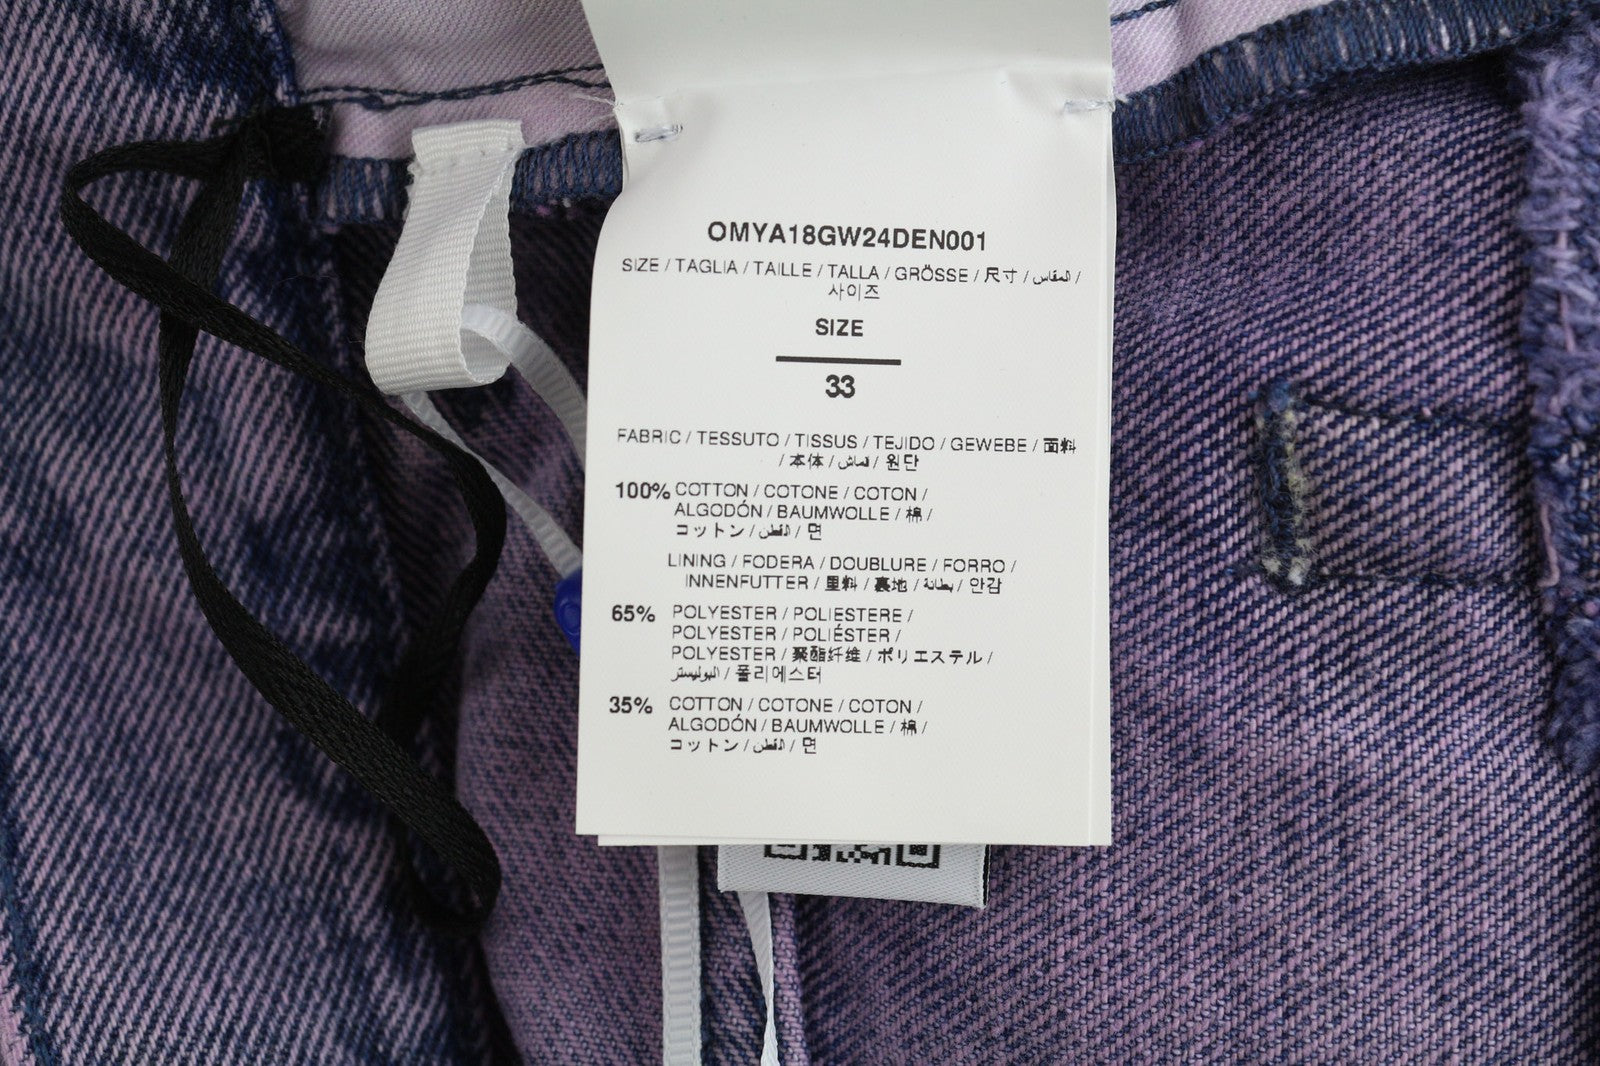 OMYA18GW24DEN001
SIZE / TAGLIA / TAILLE / TALLA / GRÖSSE / 尺寸 / المقاس /
사이즈
SIZE
33
FABRIC / TESSUTO / TISSUS / TEJIDO / GEWEBE / 面料
/ 本体 / قماش / 원단
100% COTTON / COTONE / COTON /
ALGODÓN / BAUMWOLLE / 棉 /
コットン / القطن / 면
LINING / FODERA / DOUBLURE / FORRO /
INNENFUTTER / 里料 / 裏地 / بطانة / 안감
65% POLYESTER / POLIESTERE /
POLYESTER / POLIÉSTER /
POLYESTER / 聚酯纤维 / ポリエステル /
البوليستر / 폴리에스터
35% COTTON / COTONE / COTON /
ALGODÓN / BAUMWOLLE / 棉 /
コットン / القطن / 면